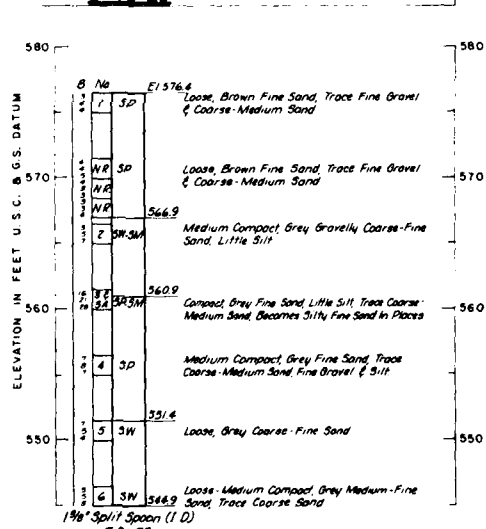 580
580
B No
El 576.4
1 SP Loose, Brown Fine Sand, Trace Fine Gravel
& Coarse-Medium Sand
NR SP Loose, Brown Fine Sand, Trace Fine Gravel
570
570
NR & Coarse-Medium Sand
NR
566.9
2 SW-SM Medium Compact, Grey Gravelly Coarse-Fine
Sand, Little Silt
560.9
SP-SM Compact, Grey Fine Sand, Little Silt, Trace Coarse-
560
560
Medium Sand, Becomes Silty Fine Sand In Places
4 SP Medium Compact, Grey Fine Sand, Trace
Coarse-Medium Sand, Fine Gravel & Silt
551.4
5 SW Loose, Grey Coarse-Fine Sand
550
550
6 SW Loose-Medium Compact, Grey Medium-Fine
544.9 Sand, Trace Coarse Sand
1 3/8" Split Spoon (I D)
ELEVATION IN FEET U.S.C. & G.S. DATUM